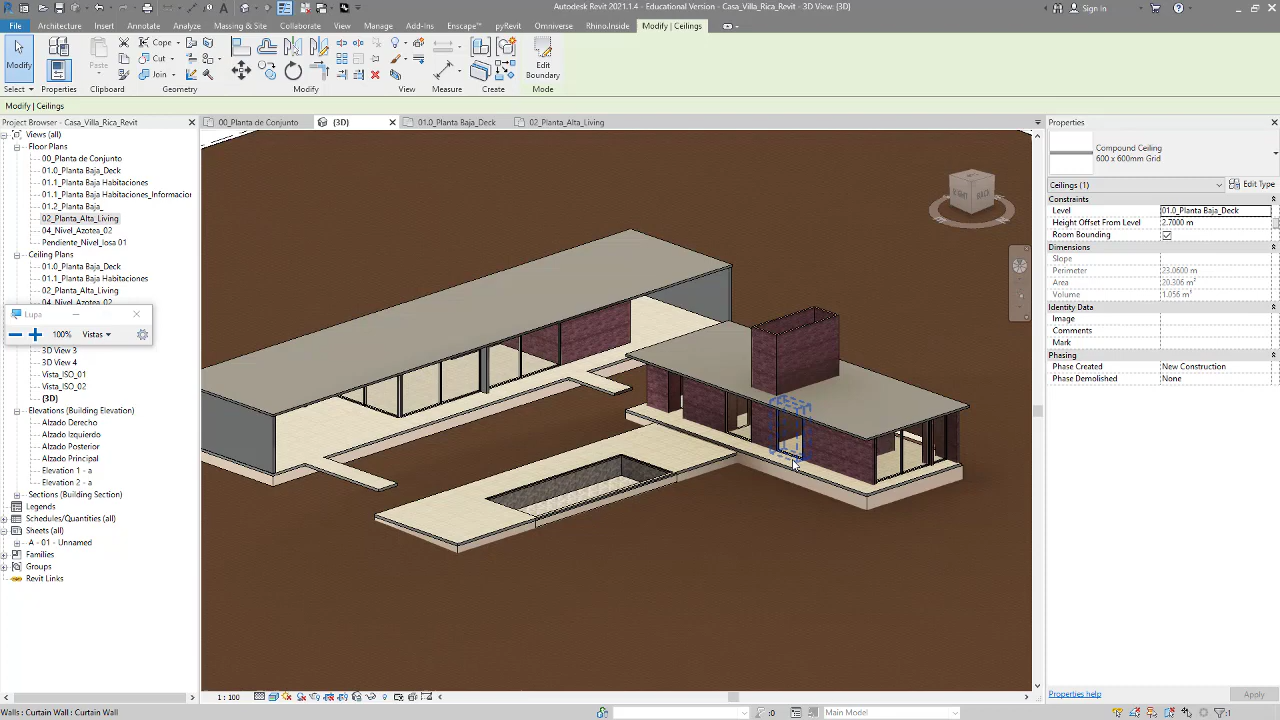 Autodesk Revit 2021.1.4 - Educational Version - Casa_Villa_Rica_Revit - 3D View: {3D}
Sign In
File Architecture Insert Annotate Analyze Massing & Site Collaborate View Manage Add-Ins Enscape™ pyRevit Omniverse Rhino.Inside Modify | Ceilings
Modify
Paste
Cope
Cut
Join
Edit
Boundary
Select Properties Clipboard Geometry Modify View Measure Create Mode
Modify | Ceilings
Project Browser - Casa_Villa_Rica_Revit
00_Planta de Conjunto
{3D}
01.0_Planta Baja_Deck
02_Planta_Alta_Living
Views (all)
Floor Plans
00_Planta de Conjunto
01.0_Planta Baja_Deck
01.1_Planta Baja Habitaciones
01.1_Planta Baja Habitaciones_Informacion
01.2_Planta Baja_
02_Planta_Alta_Living
04_Nivel_Azotea_02
Pendiente_Nivel_losa 01
Ceiling Plans
01.0_Planta Baja_Deck
01.1_Planta Baja Habitaciones
02_Planta_Alta_Living
04_Nivel_Azotea_02
Lupa
100% Vistas
3D View 3
3D View 4
Vista_ISO_01
Vista_ISO_02
{3D}
Elevations (Building Elevation)
Alzado Derecho
Alzado Izquierdo
Alzado Posterior
Alzado Principal
Elevation 1 - a
Elevation 2 - a
Sections (Building Section)
Legends
Schedules/Quantities (all)
Sheets (all)
A - 01 - Unnamed
Families
Groups
Revit Links
RIGHT BACK
Properties
Compound Ceiling
600 x 600mm Grid
Ceilings (1)
Edit Type
Constraints
Level 01.0_Planta Baja_Deck
Height Offset From Level 2.7000 m
Room Bounding
Dimensions
Slope
Perimeter 23.0600 m
Area 20.306 m²
Volume 1.056 m³
Identity Data
Image
Comments
Mark
Phasing
Phase Created New Construction
Phase Demolished None
Properties help
Apply
1 : 100
Walls : Curtain Wall : Curtain Wall
:0
Main Model
:1